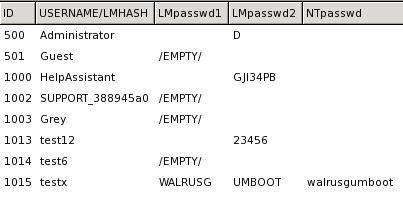 ID USERNAME/LMHASH LMpasswd1 LMpasswd2 NTpasswd
500 Administrator D
501 Guest /EMPTY/
1000 HelpAssistant GJI34PB
1002 SUPPORT_388945a0 /EMPTY/
1003 Grey /EMPTY/
1013 test12 23456
1014 test6 /EMPTY/
1015 testx WALRUSG UMBOOT walrusgumboot